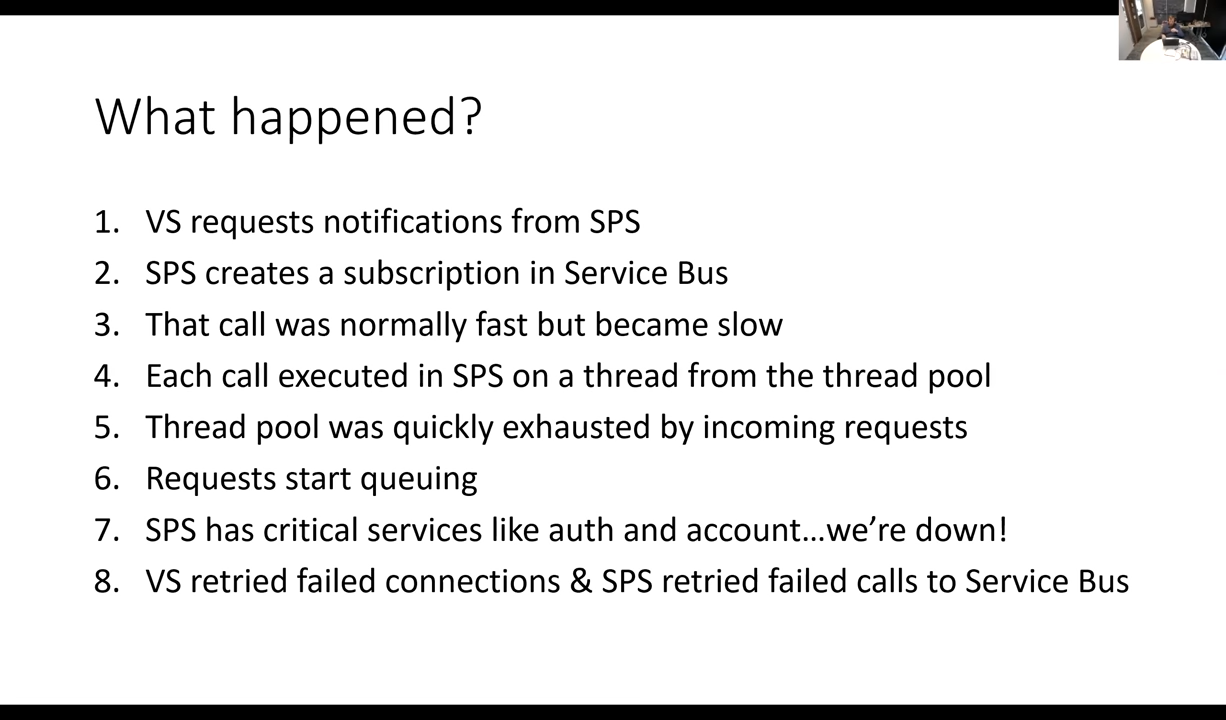 What happened?
1. VS requests notifications from SPS
2. SPS creates a subscription in Service Bus
3. That call was normally fast but became slow
4. Each call executed in SPS on a thread from the thread pool
5. Thread pool was quickly exhausted by incoming requests
6. Requests start queuing
7. SPS has critical services like auth and account…we’re down!
8. VS retried failed connections & SPS retried failed calls to Service Bus